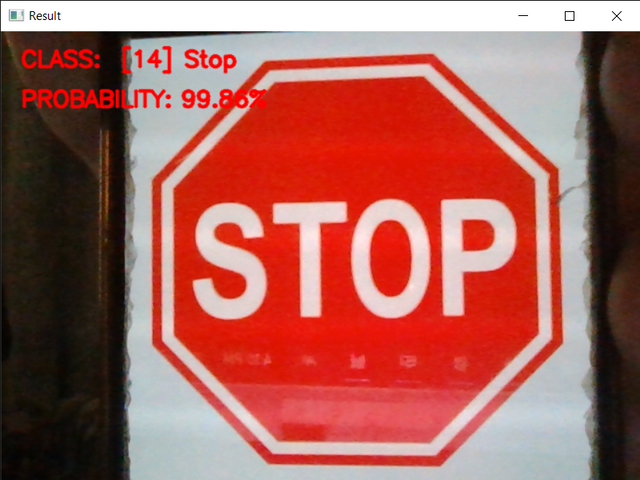 Result
CLASS: [14] Stop
PROBABILITY: 99.86%
STOP